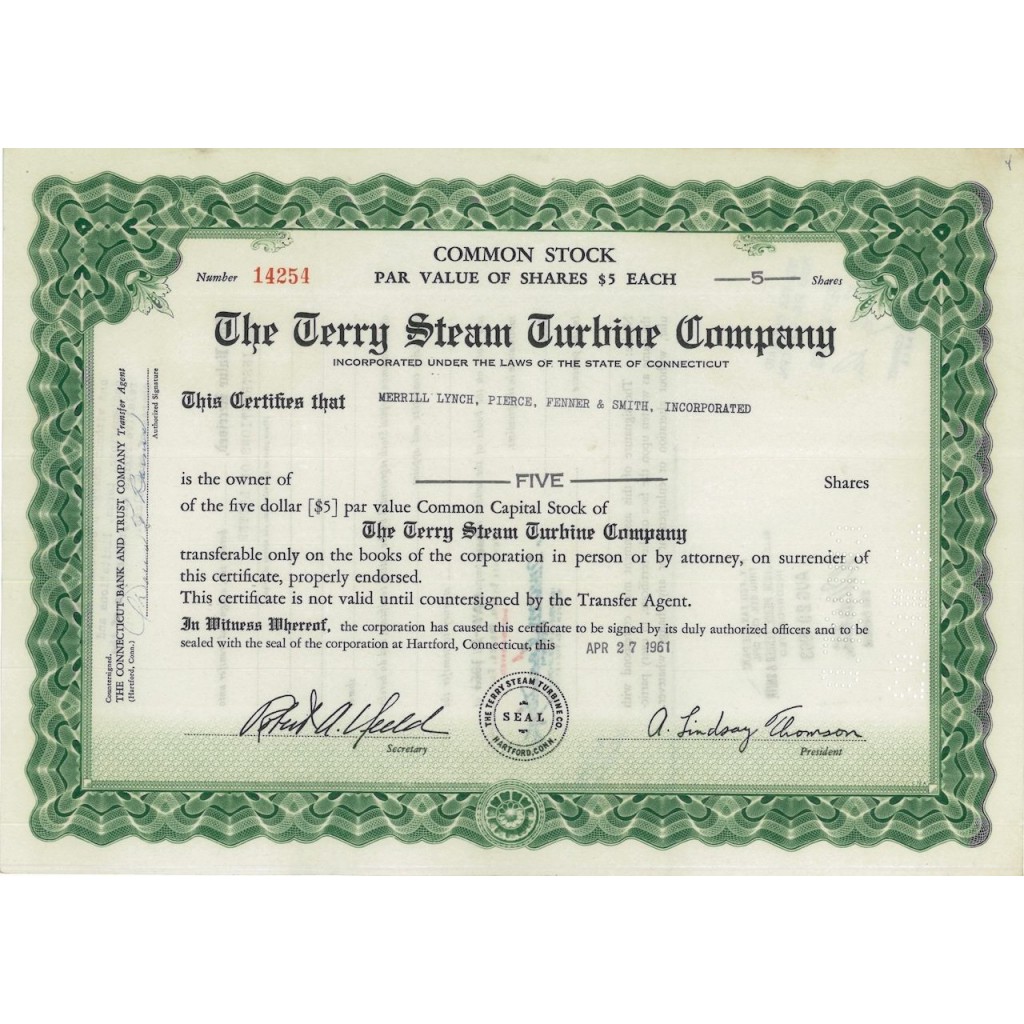 COMMON STOCK
Number 14254 PAR VALUE OF SHARES $5 EACH 5 Shares
The Terry Steam Turbine Company
INCORPORATED UNDER THE LAWS OF THE STATE OF CONNECTICUT
This Certifies that MERRILL LYNCH, PIERCE, FENNER & SMITH, INCORPORATED
is the owner of FIVE Shares
of the five dollar [$5] par value Common Capital Stock of
The Terry Steam Turbine Company
transferable only on the books of the corporation in person or by attorney, on surrender of
this certificate, properly endorsed.
This certificate is not valid until countersigned by the Transfer Agent.
In Witness Whereof, the corporation has caused this certificate to be signed by its duly authorized officers and to be
sealed with the seal of the corporation at Hartford, Connecticut, this APR 27 1961
Robert A.
Secretary
THE TERRY STEAM TURBINE CO.
SEAL
HARTFORD, CONN.
A. Lindsay Thomson
President
Countersigned.
THE CONNECTICUT BANK AND TRUST COMPANY Transfer Agent
(Hartford, Conn.)
Authorized Signature